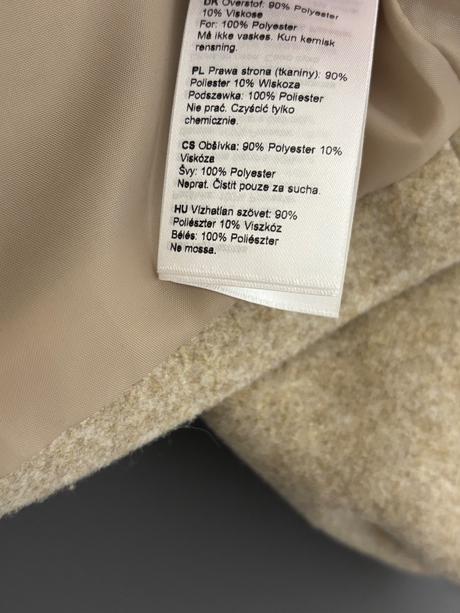 DK Overstof: 90% Polyester
10% Viskose
For: 100% Polyester
Må ikke vaskes. Kun kemisk
rensning.
PL Prawa strona (tkaniny): 90%
Poliester 10% Wiskoza
Podszewka: 100% Poliester
Nie prać. Czyścić tylko
chemicznie.
CS Obšívka: 90% Polyester 10%
Viskóza
Švy: 100% Polyester
Neprat. Čistit pouze za sucha.
HU Vízhatlan szövet: 90%
Poliészter 10% Viszkóz
Bélés: 100% Poliészter
Ne mossa.